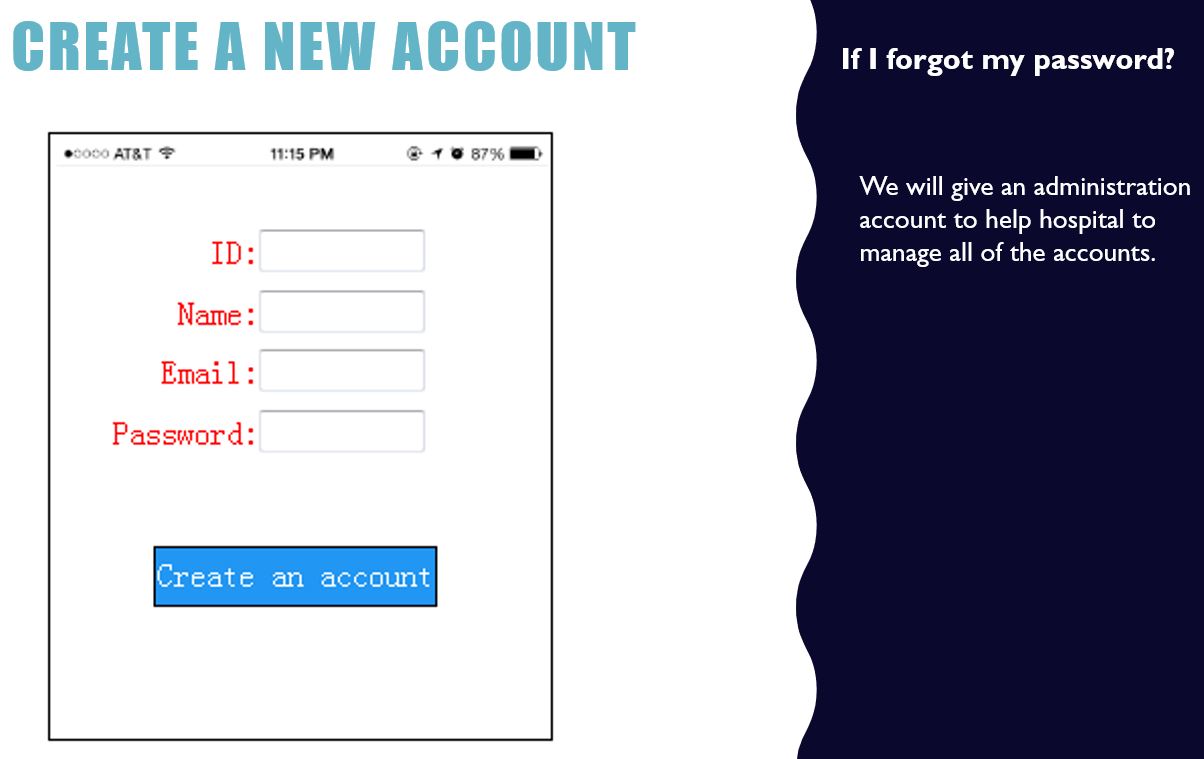 CREATE A NEW ACCOUNT
AT&T 11:15 PM 87%
ID:
Name:
Email:
Password:
Create an account
If I forgot my password?
We will give an administration
account to help hospital to
manage all of the accounts.